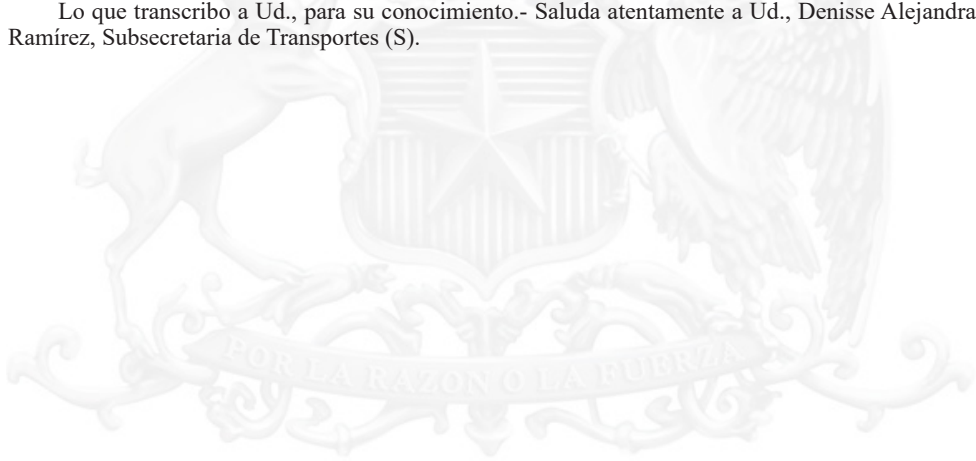 Lo que transcribo a Ud., para su conocimiento.- Saluda atentamente a Ud., Denisse Alejandra
Ramírez, Subsecretaria de Transportes (S).
POR LA RAZON O LA FUERZA